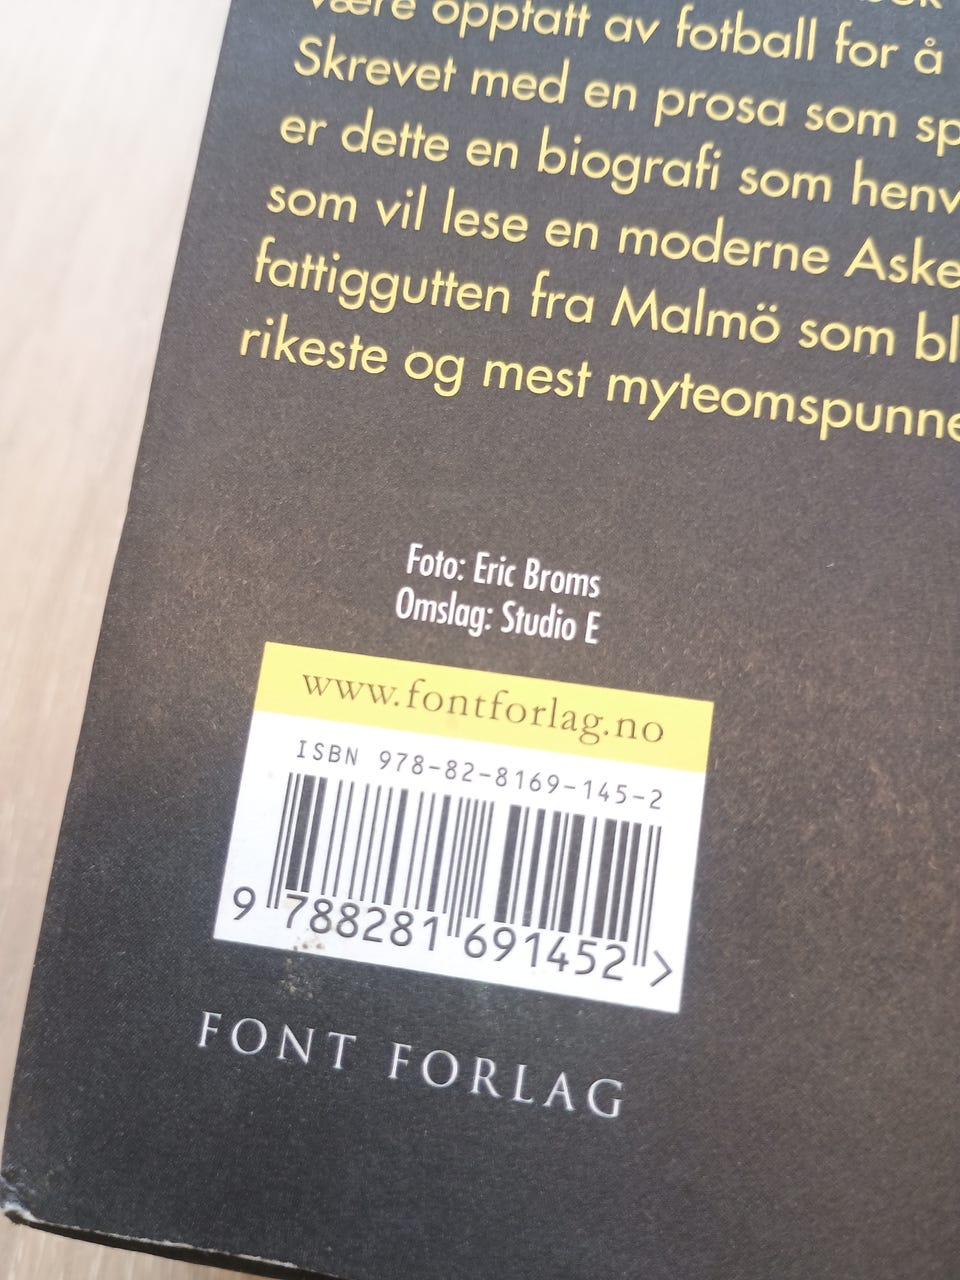 være opptatt av fotball for å
Skrevet med en prosa som sp
er dette en biografi som henv
som vil lese en moderne Aske
fattiggutten fra Malmö som bl
rikeste og mest myteomspunne
Foto: Eric Broms
Omslag: Studio E
www.fontforlag.no
ISBN 978-82-8169-145-2
9 788281 691452 >
FONT FORLAG